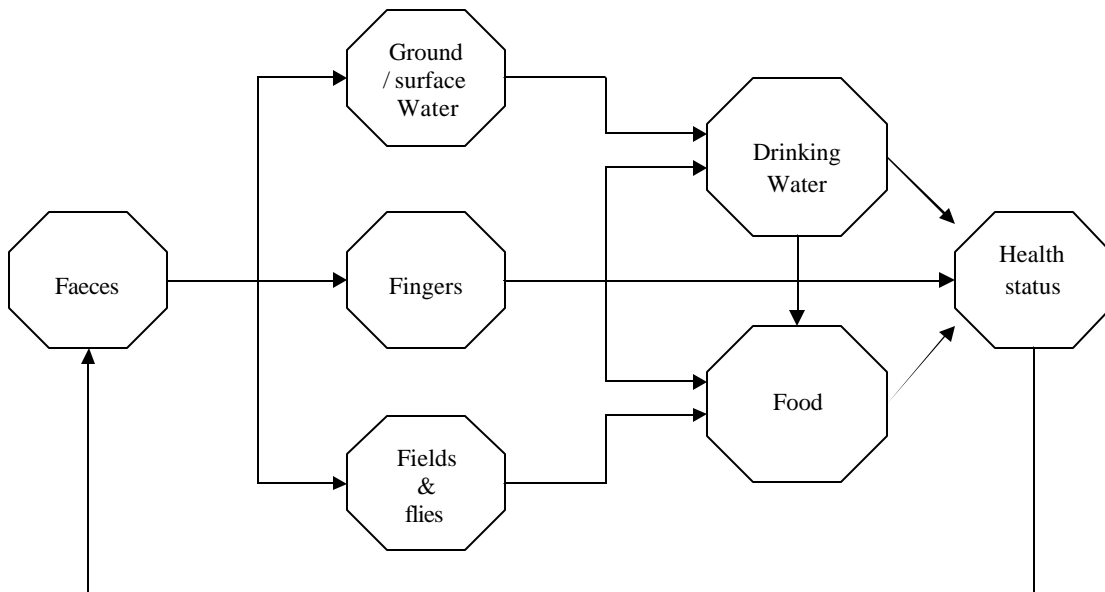 Ground
/ surface
Water
Drinking
Water
Faeces
Fingers
Health
status
Food
Fields
&
flies